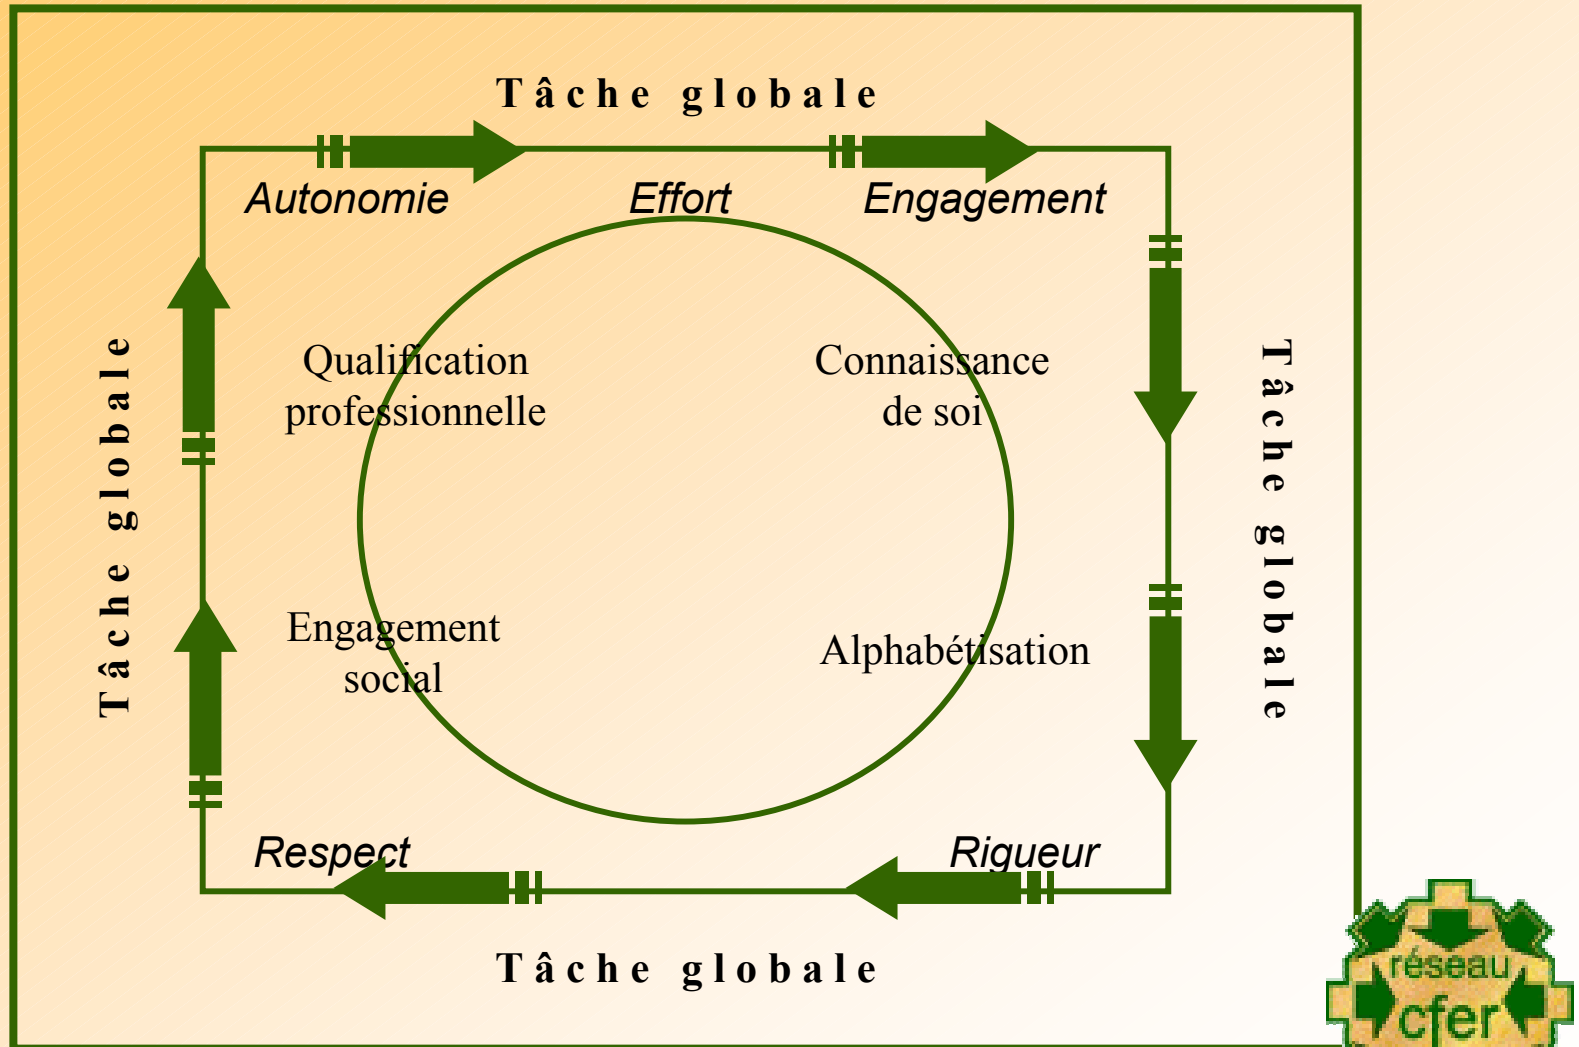 Tâche globale
Autonomie
Effort
Engagement
Tâche globale
Qualification
professionnelle
Connaissance
de soi
Tâche globale
Engagement
social
Alphabétisation
Respect
Rigueur
Tâche globale
réseau
cfer